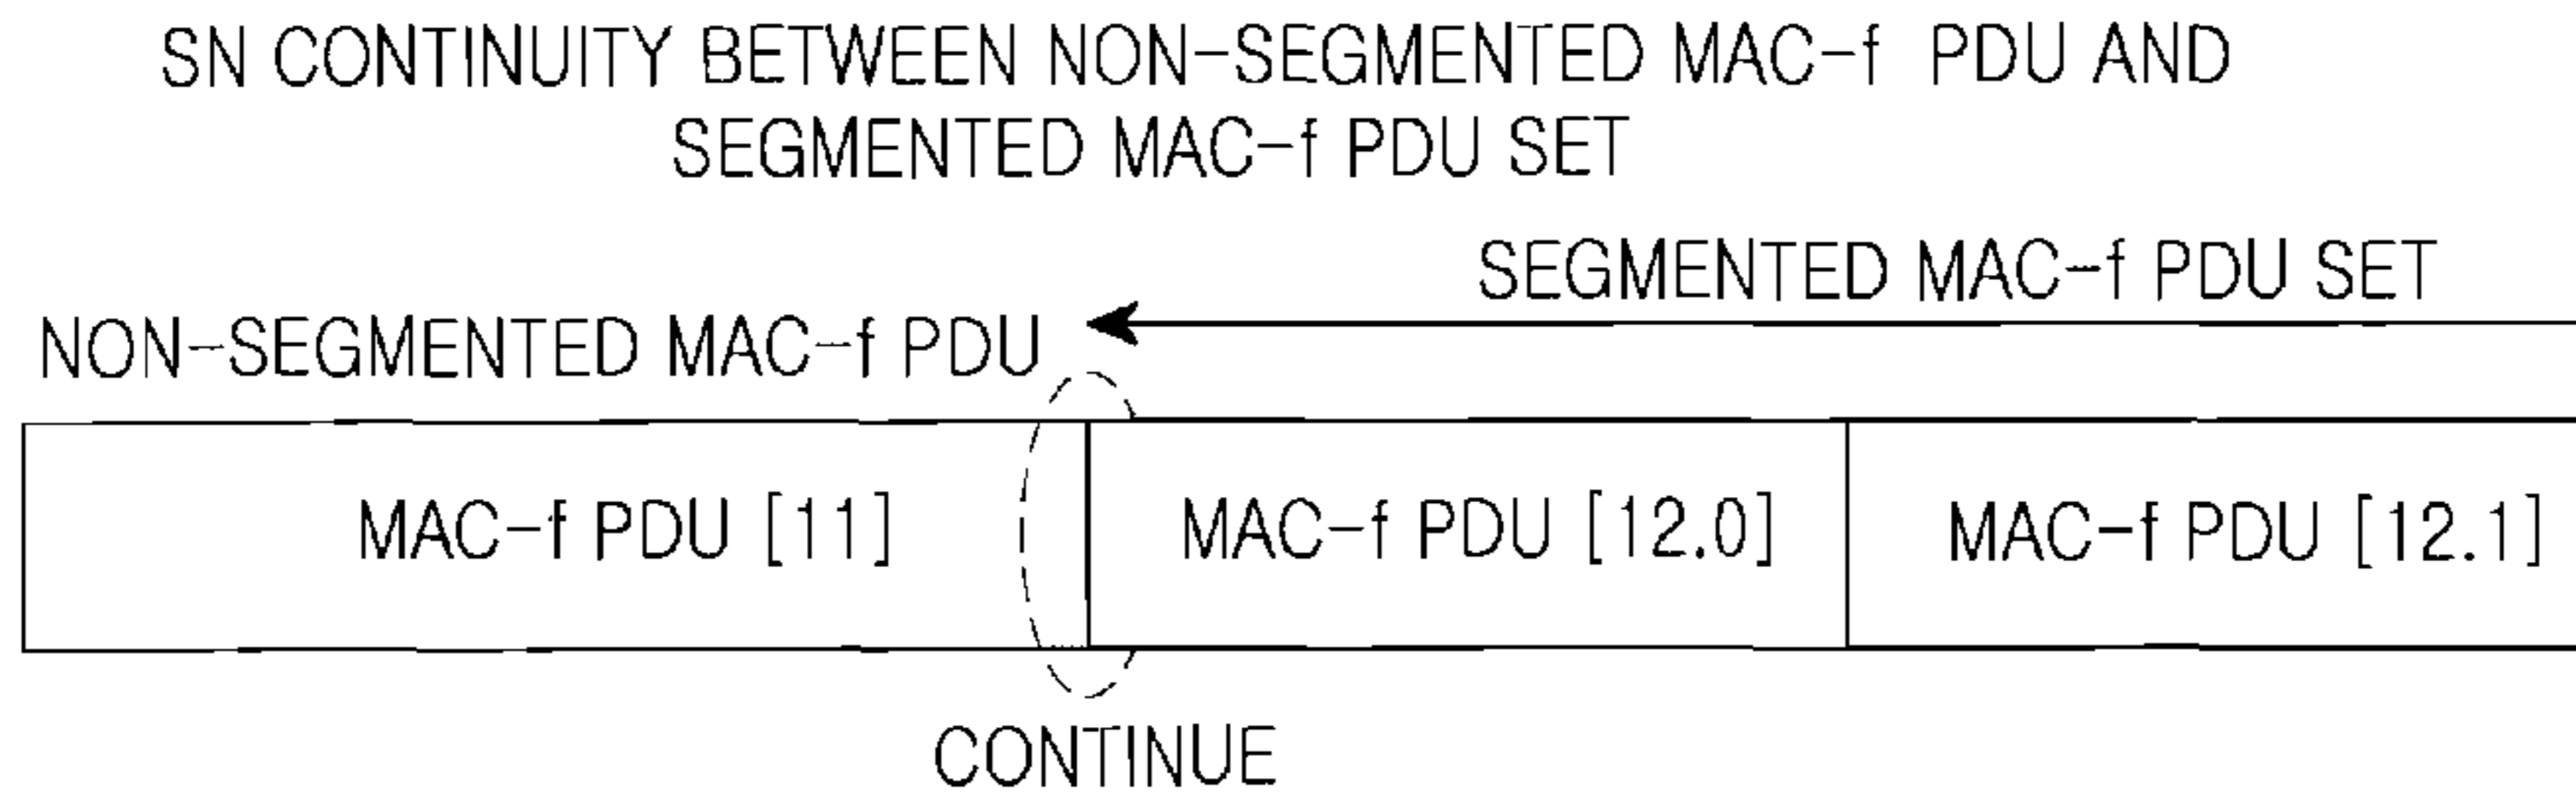 SN CONTINUITY BETWEEN NON-SEGMENTED MAC-f PDU AND
SEGMENTED MAC-f PDU SET
SEGMENTED MAC-f PDU SET
NON-SEGMENTED MAC-f PDU
MAC-f PDU [11]
MAC-f PDU [12.0]
MAC-f PDU [12.1]
CONTINUE